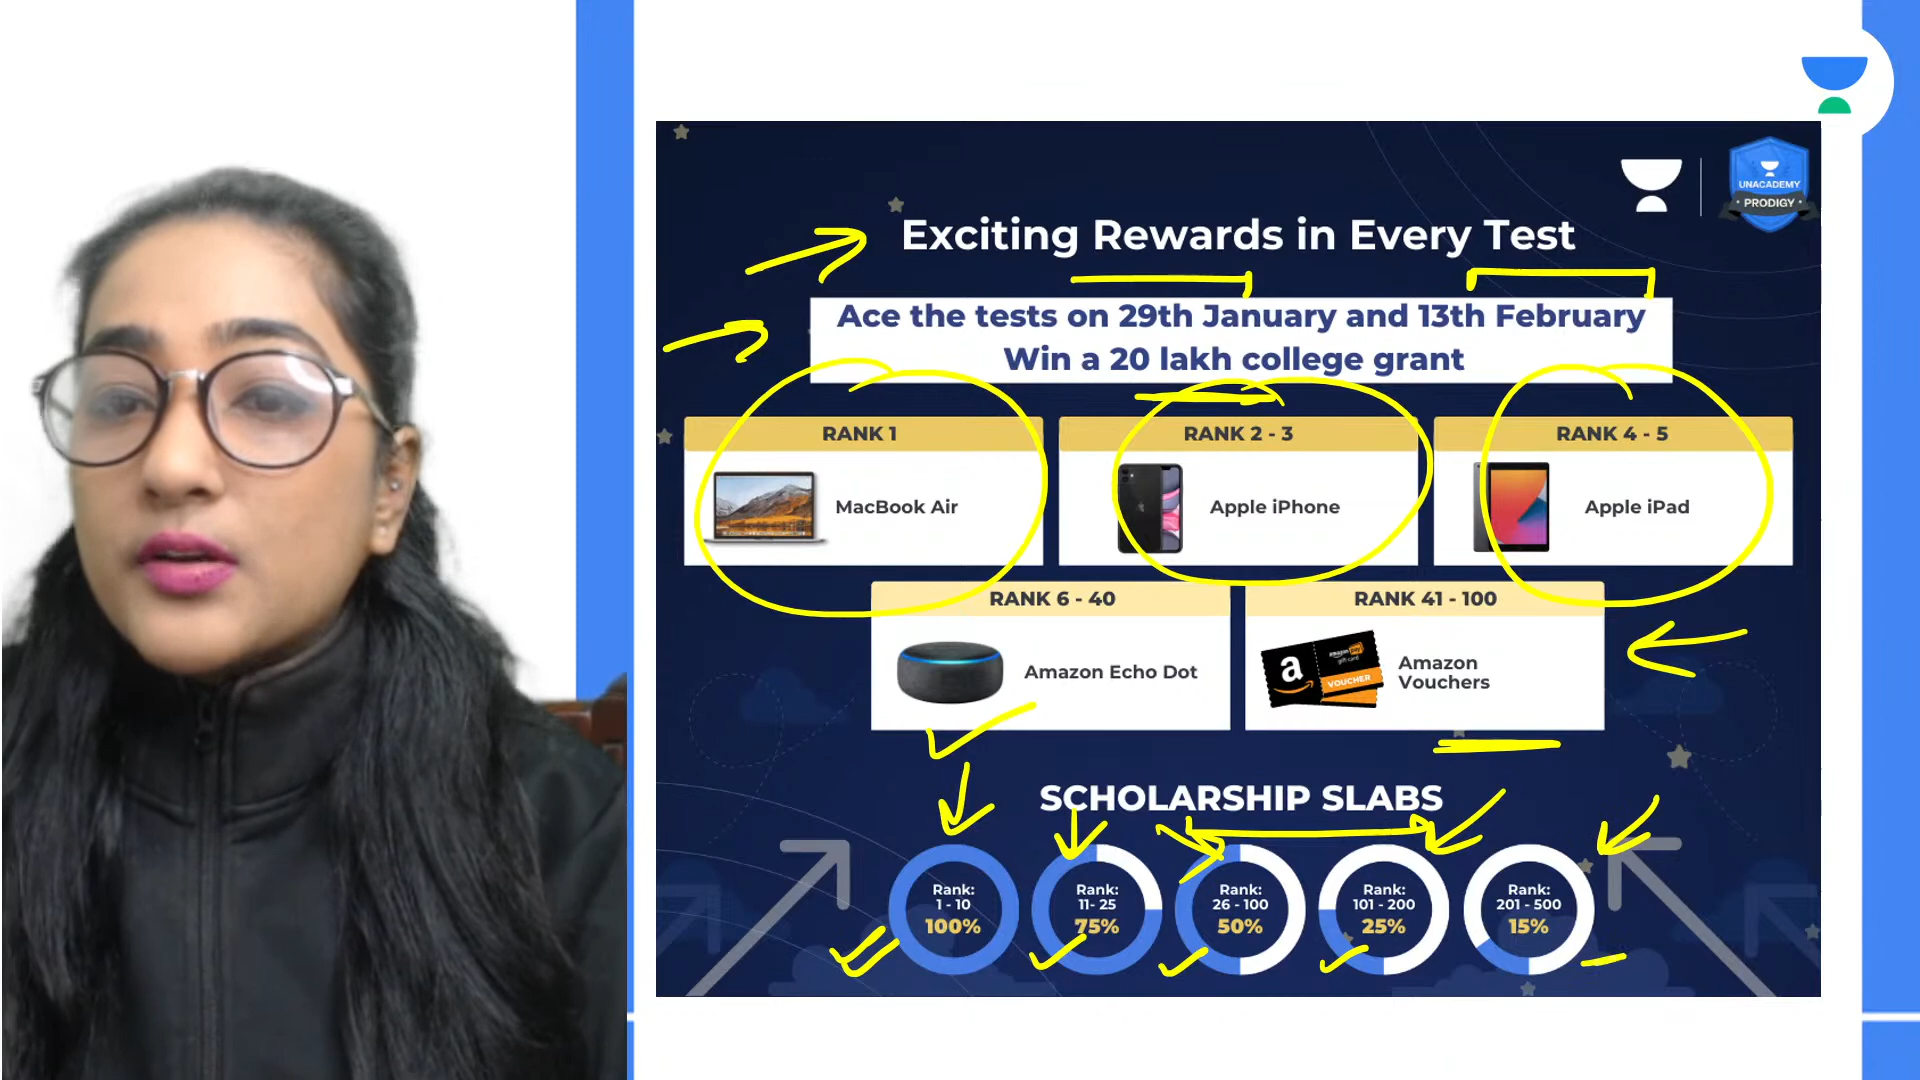 UNACADEMY
PRODIGY
Exciting Rewards in Every Test
Ace the tests on 29th January and 13th February
Win a 20 lakh college grant
RANK 1
MacBook Air
RANK 2 - 3
Apple iPhone
RANK 4 - 5
Apple iPad
RANK 6 - 40
Amazon Echo Dot
RANK 41 - 100
a
VOUCHER
Amazon
Vouchers
SCHOLARSHIP SLABS
Rank:
1 - 10
100%
Rank:
11- 25
75%
Rank:
26 - 100
50%
Rank:
101 - 200
25%
Rank:
201 - 500
15%